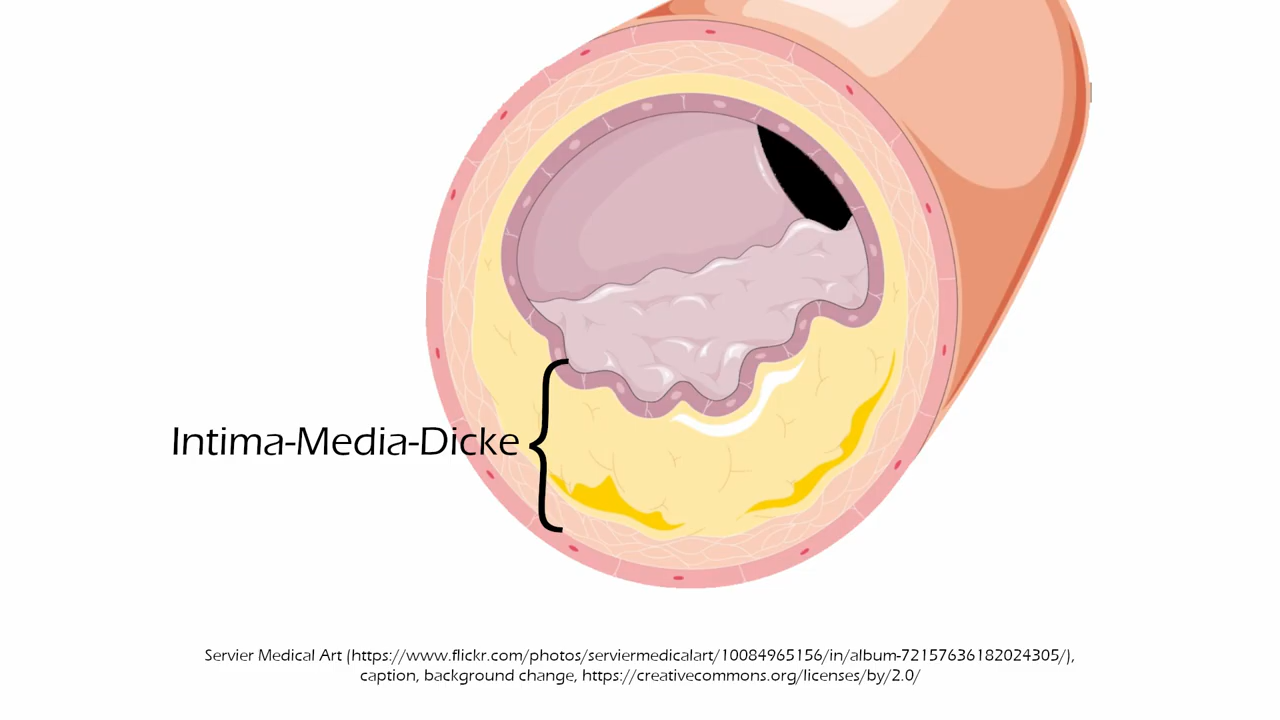 Intima-Media-Dicke
Servier Medical Art (https://www.flickr.com/photos/serviermedicalart/10084965156/in/album-72157636182024305/),
caption, background change, https://creativecommons.org/licenses/by/2.0/